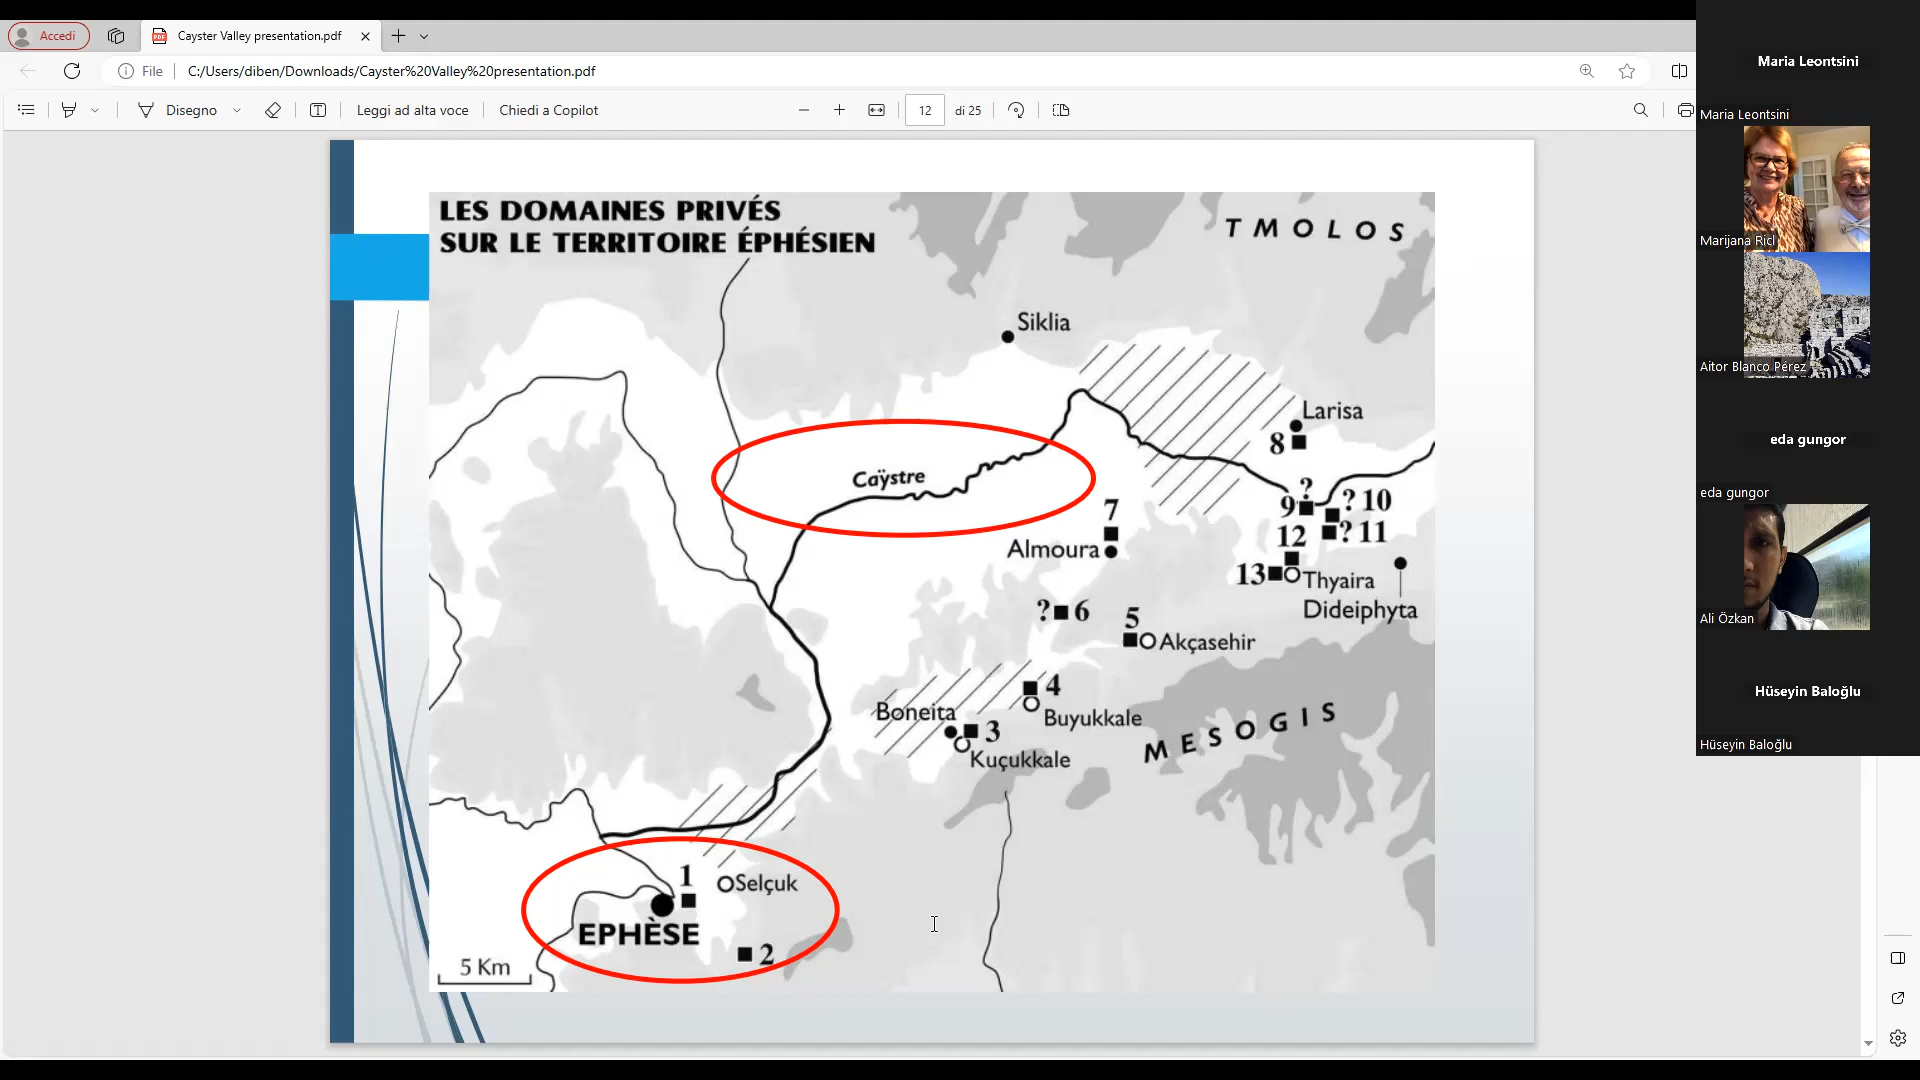 Accedi
Cayster Valley presentation.pdf
File
C:/Users/diben/Downloads/Cayster%20Valley%20presentation.pdf
Disegno
Leggi ad alta voce
Chiedi a Copilot
12
di 25
LES DOMAINES PRIVÉS
SUR LE TERRITOIRE ÉPHÉSIEN
TMOLOS
Siklia
Larisa
8
Caÿstre
?
9
? 10
7
12
? 11
Almoura
13
Thyaira
Dideiphyta
? 6
5
Akçasehir
4
Buyukkale
Boneita
3
Kuçukkale
MESOGIS
1
Selçuk
EPHÈSE
2
5 Km
Maria Leontsini
Maria Leontsini
Marijana Ricl
Aitor Blanco Pérez
eda gungor
eda gungor
Ali Özkan
Hüseyin Baloğlu
Hüseyin Baloğlu